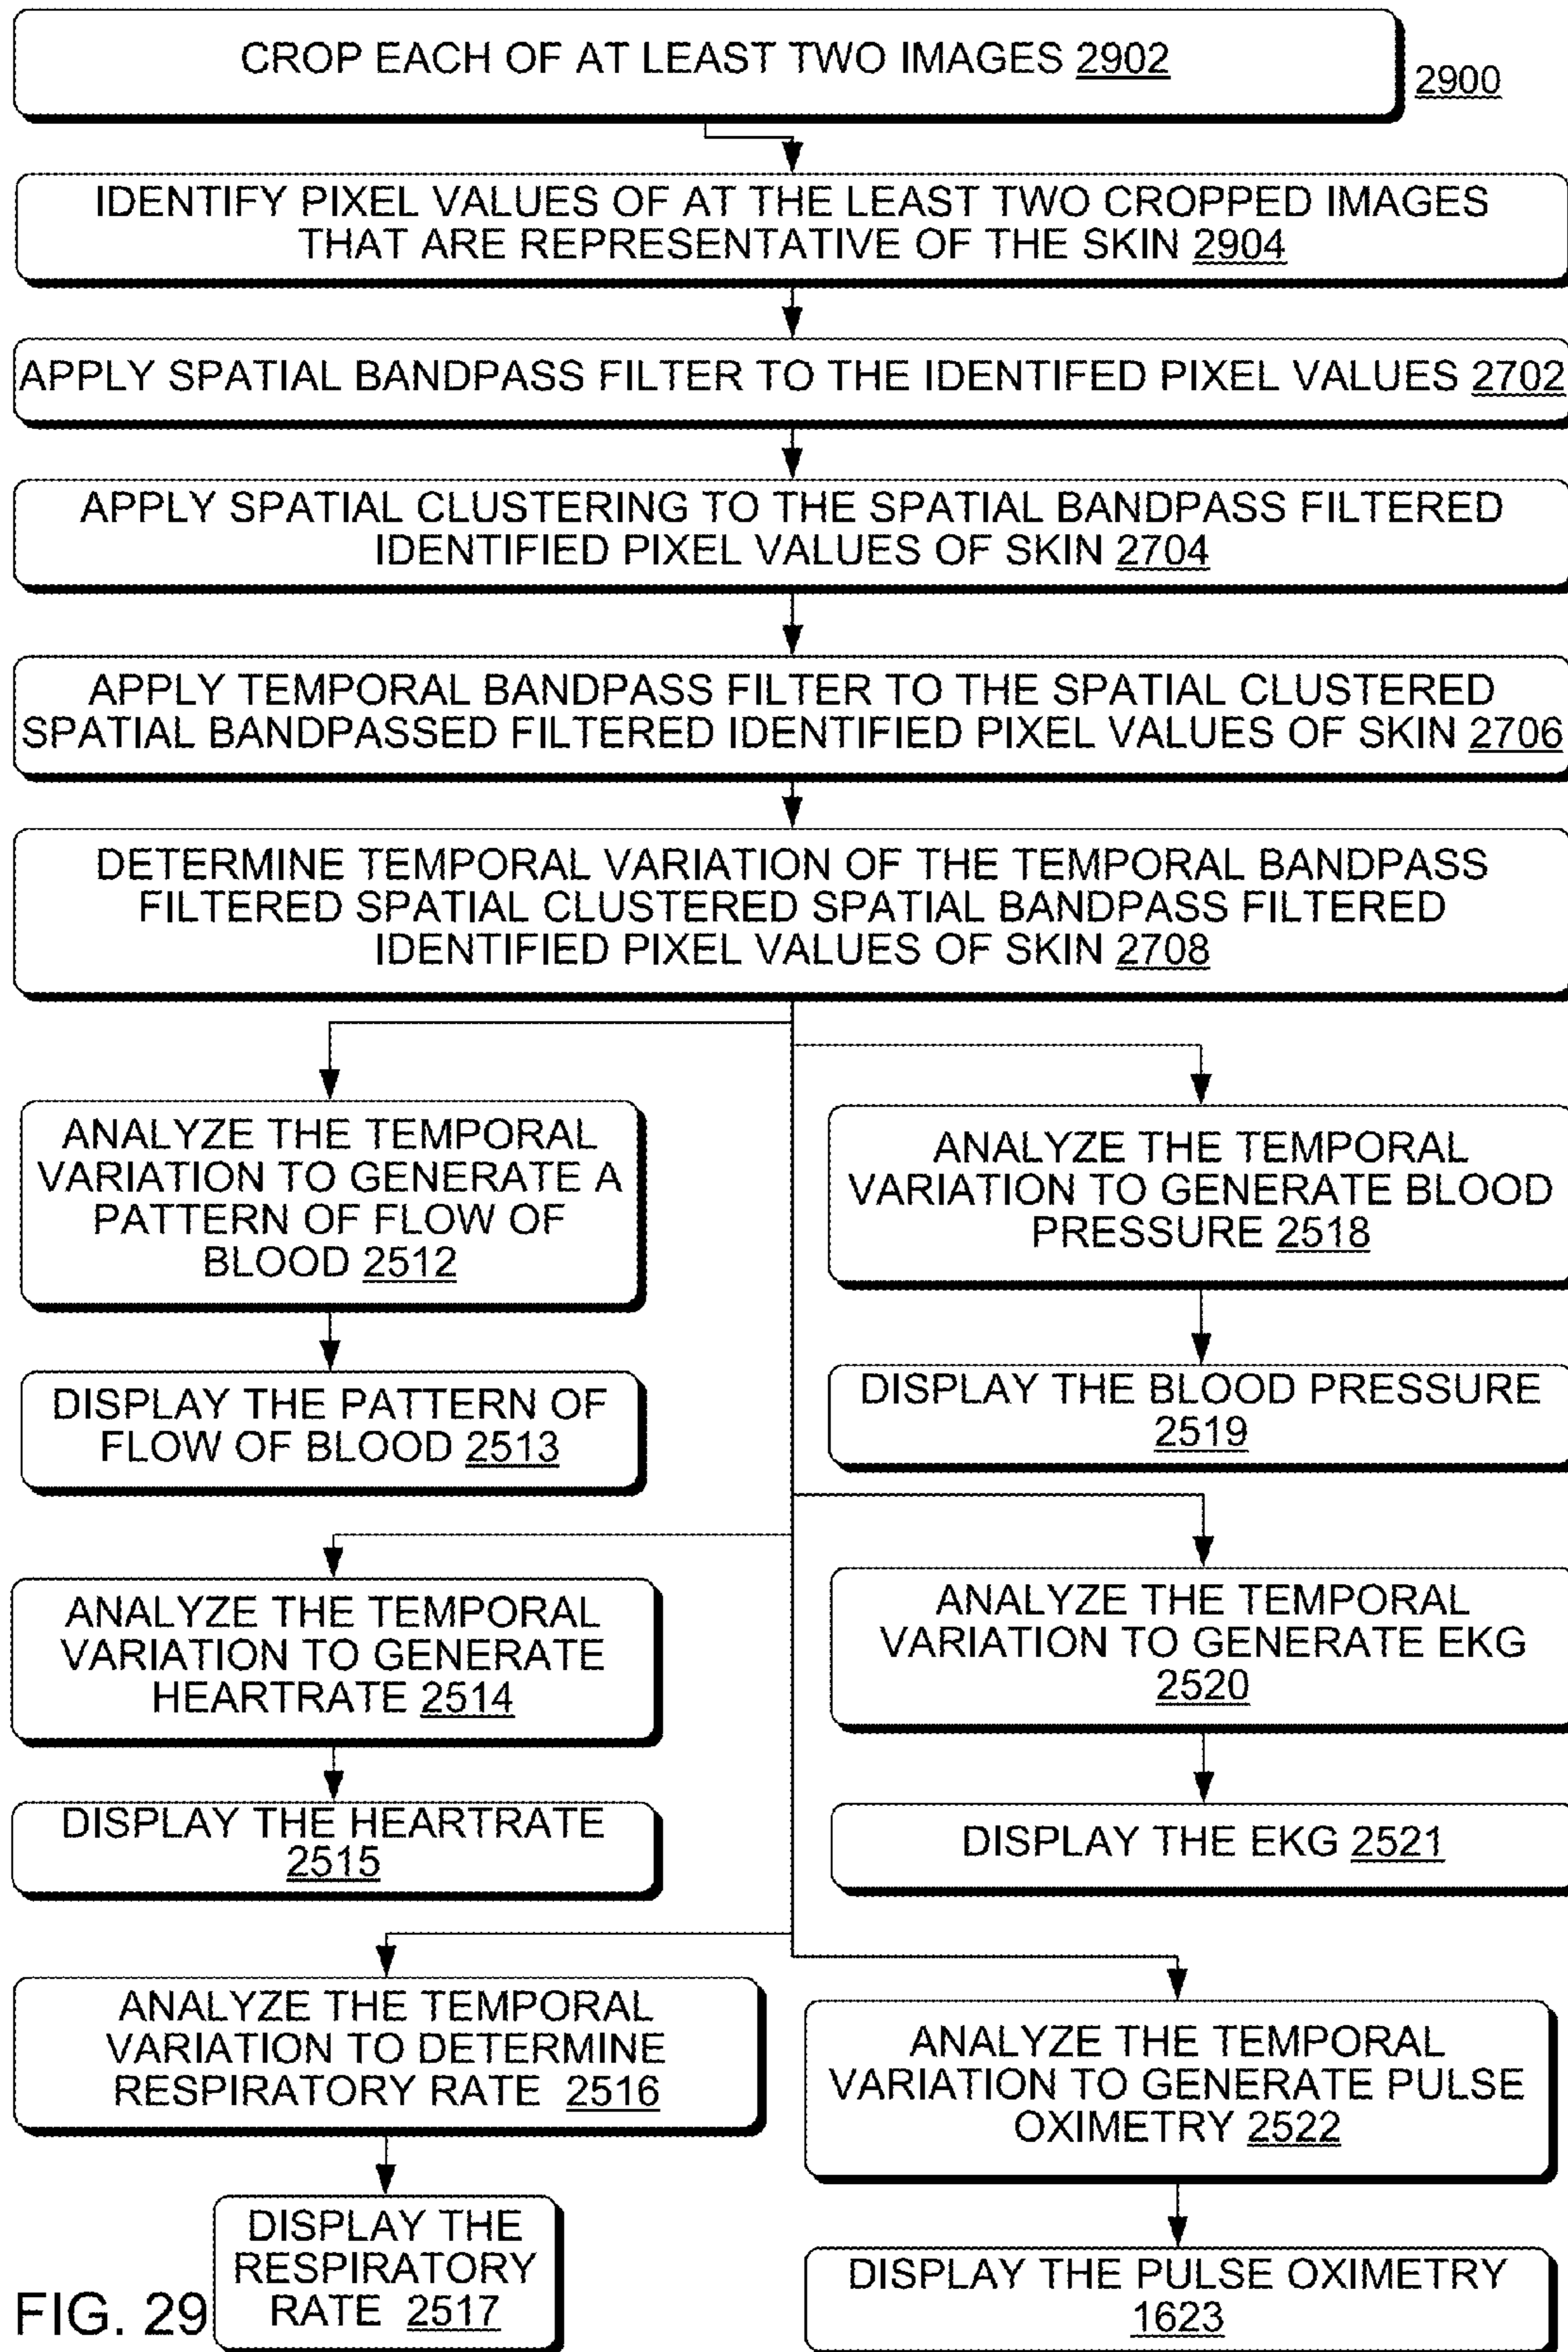 CROP EACH OF AT LEAST TWO IMAGES 2902
2900
IDENTIFY PIXEL VALUES OF AT THE LEAST TWO CROPPED IMAGES
THAT ARE REPRESENTATIVE OF THE SKIN 2904
APPLY SPATIAL BANDPASS FILTER TO THE IDENTIFED PIXEL VALUES 2702
APPLY SPATIAL CLUSTERING TO THE SPATIAL BANDPASS FILTERED
IDENTIFIED PIXEL VALUES OF SKIN 2704
APPLY TEMPORAL BANDPASS FILTER TO THE SPATIAL CLUSTERED
SPATIAL BANDPASSED FILTERED IDENTIFIED PIXEL VALUES OF SKIN 2706
DETERMINE TEMPORAL VARIATION OF THE TEMPORAL BANDPASS
FILTERED SPATIAL CLUSTERED SPATIAL BANDPASS FILTERED
IDENTIFIED PIXEL VALUES OF SKIN 2708
ANALYZE THE TEMPORAL
VARIATION TO GENERATE A
PATTERN OF FLOW OF
BLOOD 2512
DISPLAY THE PATTERN OF
FLOW OF BLOOD 2513
ANALYZE THE TEMPORAL
VARIATION TO GENERATE BLOOD
PRESSURE 2518
DISPLAY THE BLOOD PRESSURE
2519
ANALYZE THE TEMPORAL
VARIATION TO GENERATE
HEARTRATE 2514
DISPLAY THE HEARTRATE
2515
ANALYZE THE TEMPORAL
VARIATION TO GENERATE EKG
2520
DISPLAY THE EKG 2521
ANALYZE THE TEMPORAL
VARIATION TO DETERMINE
RESPIRATORY RATE 2516
DISPLAY THE
RESPIRATORY
RATE 2517
ANALYZE THE TEMPORAL
VARIATION TO GENERATE PULSE
OXIMETRY 2522
DISPLAY THE PULSE OXIMETRY
1623
FIG. 29